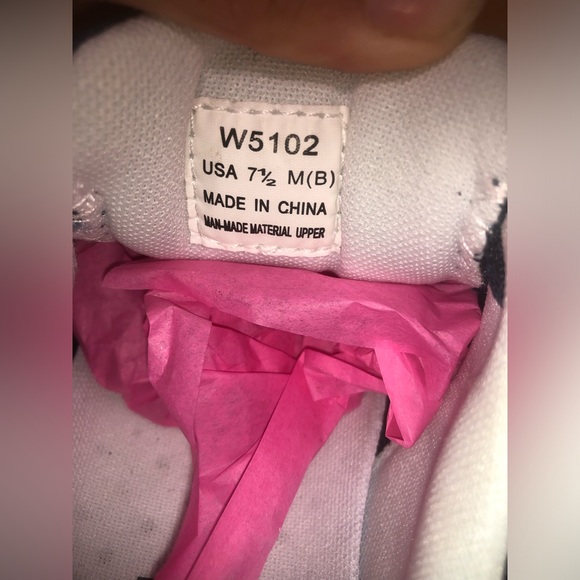 W5102
USA 7½ M(B)
MADE IN CHINA
MAN-MADE MATERIAL UPPER